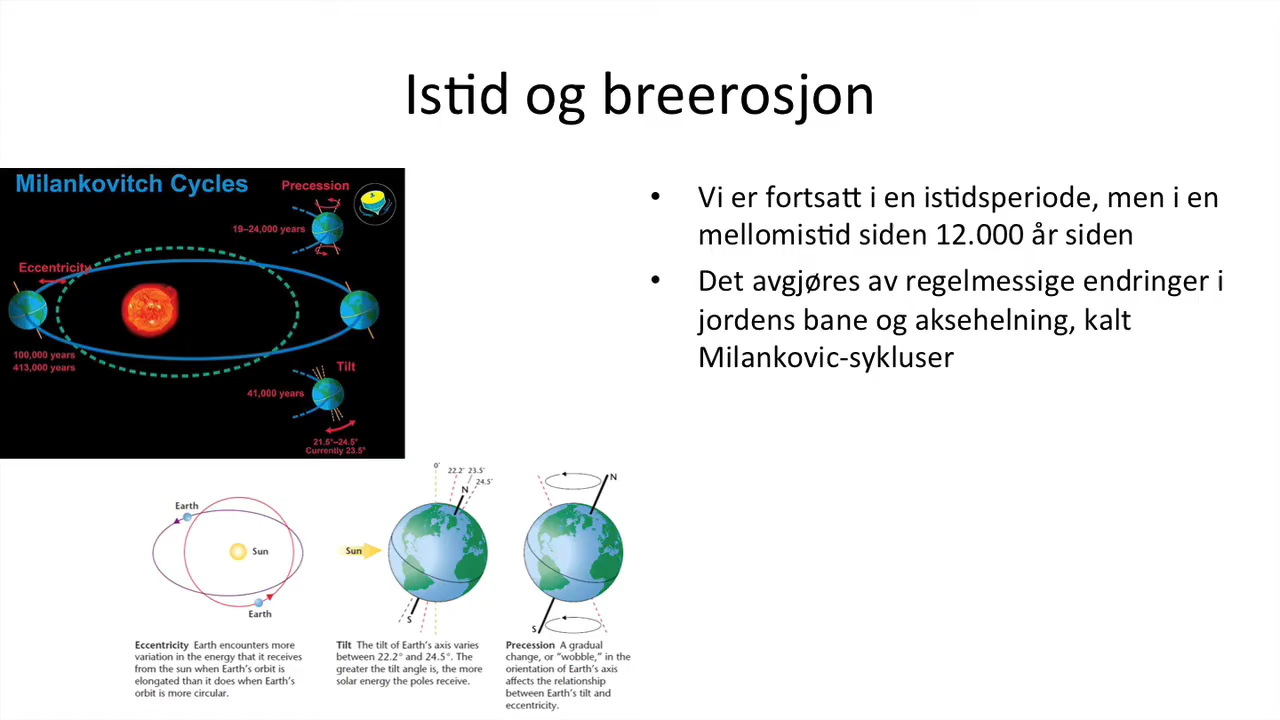 Istid og breerosjon
Milankovitch Cycles
Precession
19–24,000 years
Eccentricity
100,000 years
413,000 years
Tilt
41,000 years
21.5°–24.5°
Currently 23.5°
• Vi er fortsatt i en istidsperiode, men i en
mellomistid siden 12.000 år siden
• Det avgjøres av regelmessige endringer i
jordens bane og aksehelning, kalt
Milankovic-sykluser
Earth
Sun
Earth
Eccentricity Earth encounters more
variation in the energy that it receives
from the sun when Earth's orbit is
elongated than it does when Earth's
orbit is more circular.
0°
22.2° 23.5°
24.5°
N
Sun
S
Tilt The tilt of Earth's axis varies
between 22.2° and 24.5°. The
greater the tilt angle is, the more
solar energy the poles receive.
N
S
Precession A gradual
change, or "wobble," in the
orientation of Earth's axis
affects the relationship
between Earth's tilt and
eccentricity.